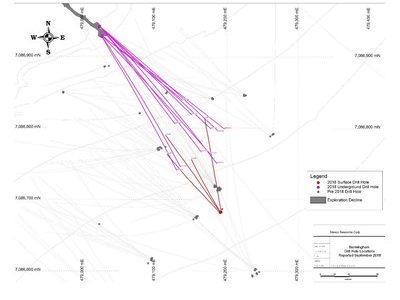 479,000 mE
479,100 mE
479,200 mE
479,300 mE
479,400 mE
N
W E
S
7,086,900 mN
7,086,900 mN
7,086,800 mN
7,086,800 mN
7,086,700 mN
Legend
2018 Surface Drill Hole
2018 Underground Drill Hole
Pre 2018 Drill Hole
Exploration Decline
Alexco Resource Corp
Bermingham
Drill Hole Locations
Reported September 2018
7,086,600 mN
479,000 mE
479,100 mE
479,200 mE
479,300 mE